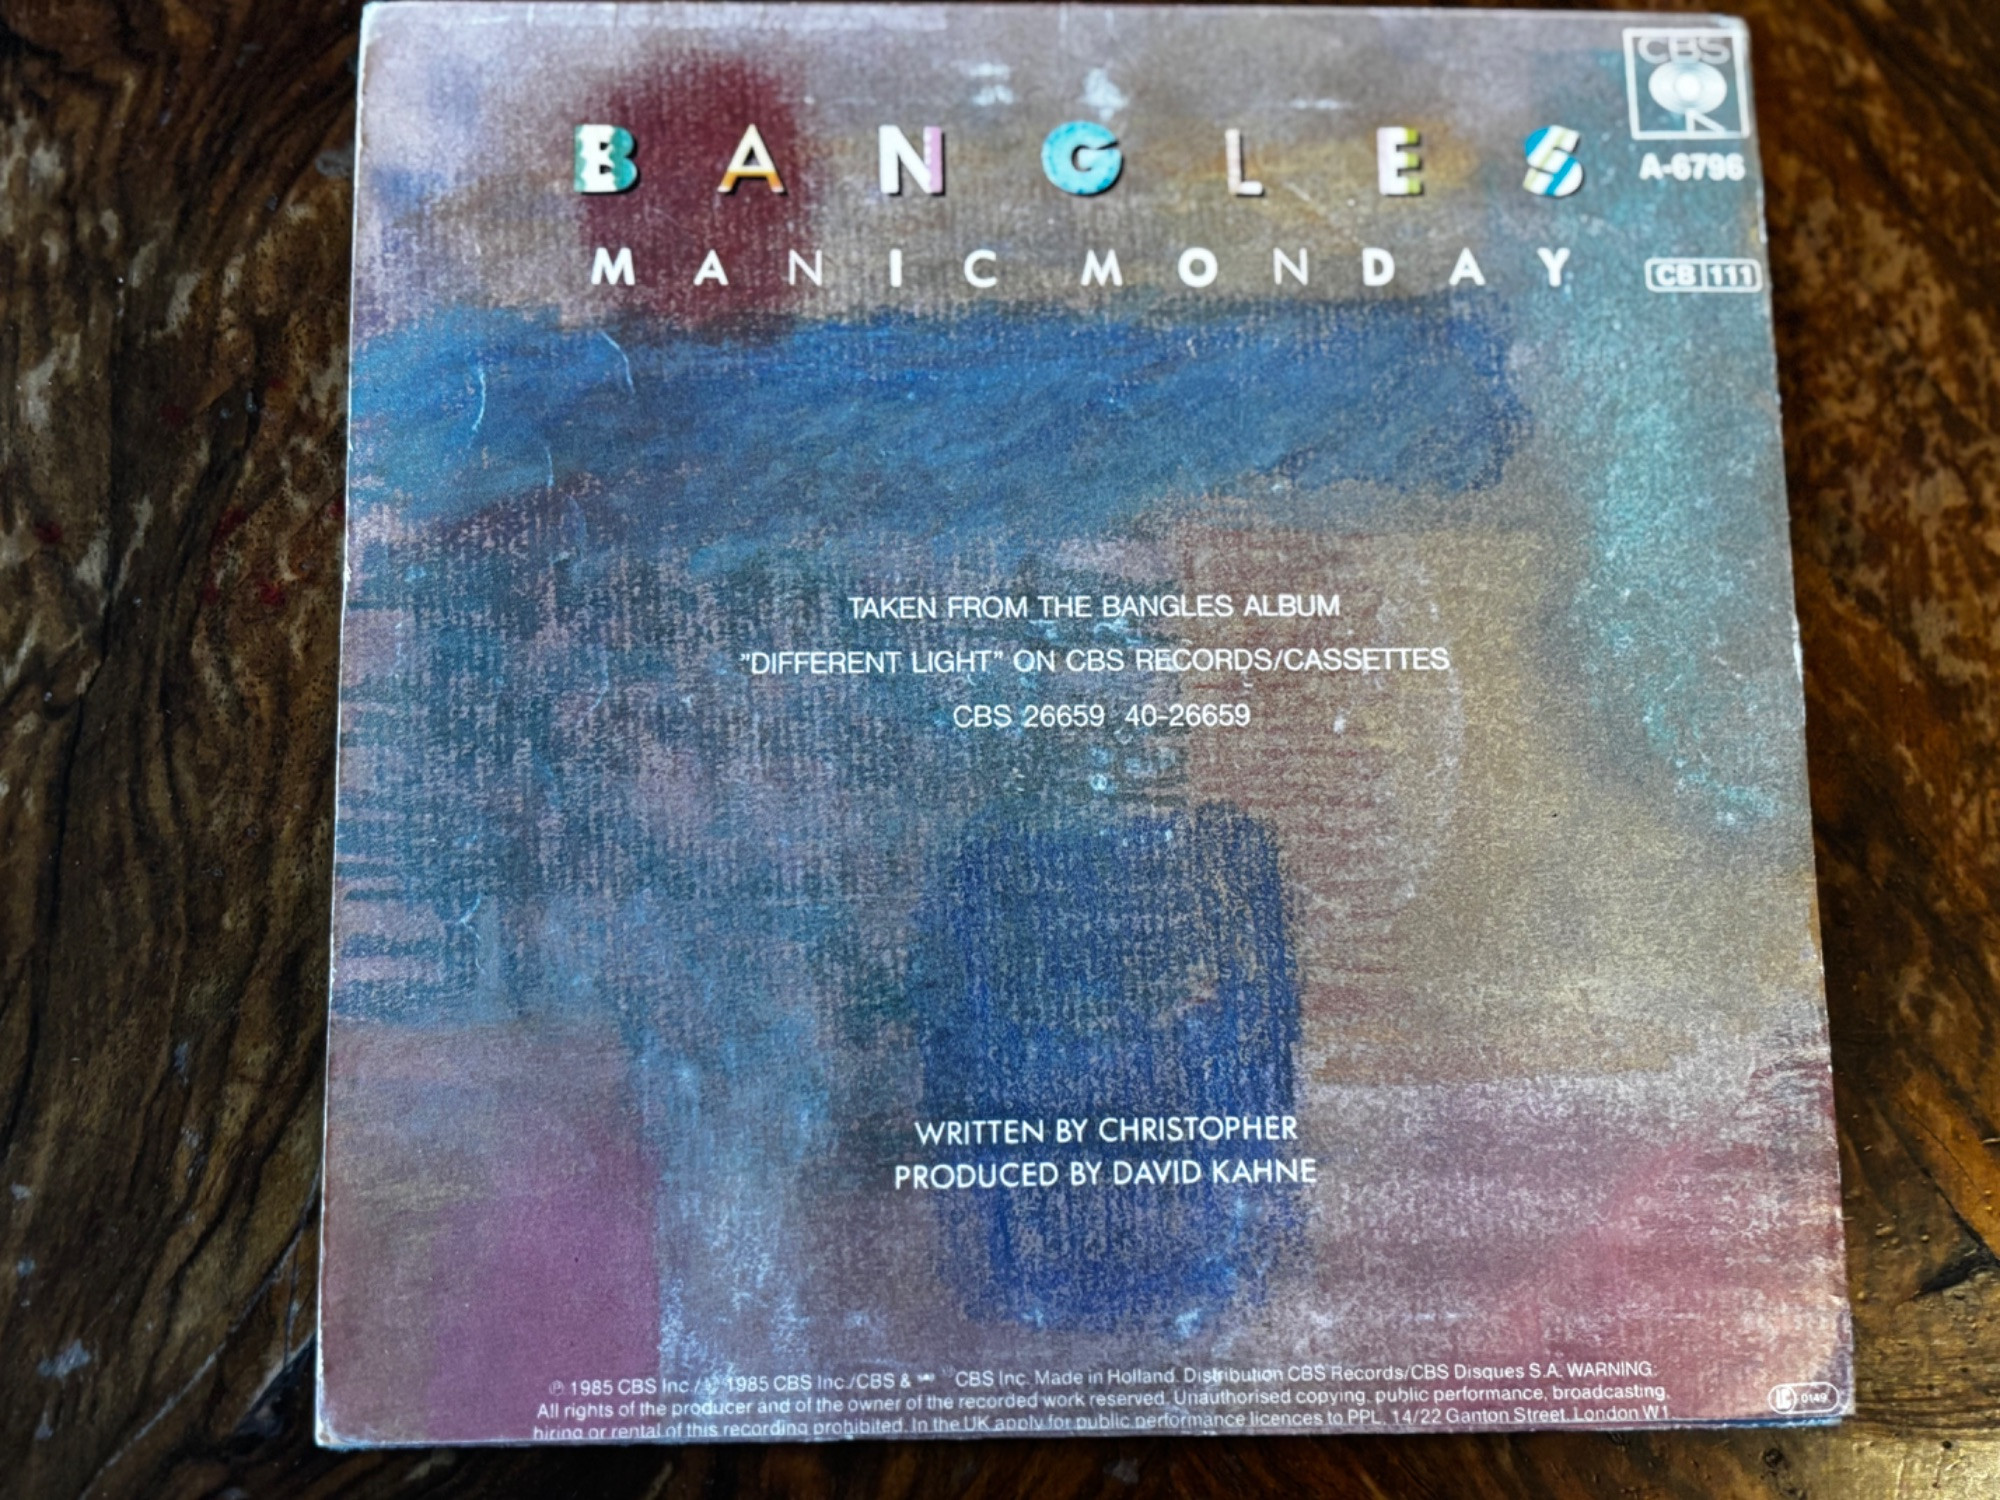 CBS
BANGLES
A-6796
MANIC MONDAY
CB 111
TAKEN FROM THE BANGLES ALBUM
"DIFFERENT LIGHT" ON CBS RECORDS/CASSETTES
CBS 26659 40-26659
WRITTEN BY CHRISTOPHER
PRODUCED BY DAVID KAHNE
℗ 1985 CBS Inc./ 1985 CBS Inc./CBS & CBS Inc. Made in Holland. Distribution CBS Records/CBS Disques S.A. WARNING:
All rights of the producer and of the owner of the recorded work reserved. Unauthorised copying, public performance, broadcasting,
hiring or rental of this recording prohibited. In the UK apply for public performance licences to PPL, 14/22 Ganton Street, London W1.
LC 0149